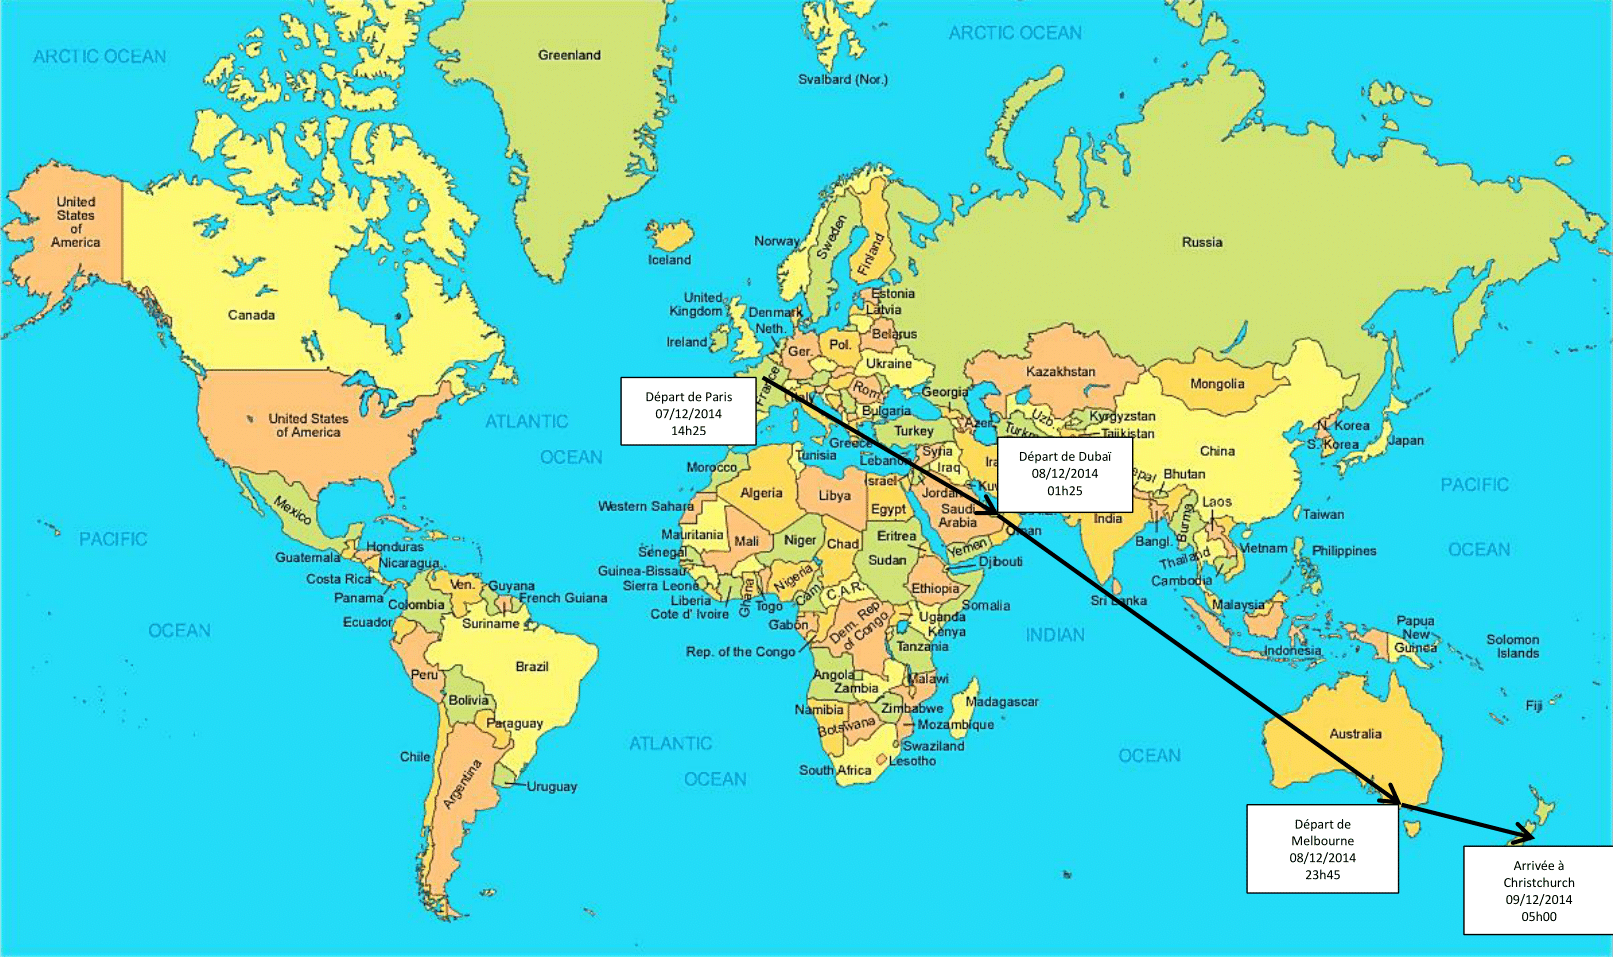 ARCTIC OCEAN
Greenland
ARCTIC OCEAN
Svalbard (Nor.)
United
States
of
America
Canada
Iceland
Norway
Sweden
Finland
Russia
Estonia
Latvia
United
Kingdom
Denmark
Neth.
Belarus
Ireland
Ger.
Pol.
Ukraine
Kazakhstan
Mongolia
France
Italy
Rom.
Georgia
Bulgaria
Uzb.
Kyrgyzstan
Tajikistan
Départ de Paris
07/12/2014
14h25
United States
of America
ATLANTIC
OCEAN
Greece
Turkey
Azer.
Turkm.
China
N. Korea
S. Korea
Japan
Tunisia
Lebanon
Syria
Iraq
Départ de Dubaï
08/12/2014
01h25
Bhutan
Morocco
Israel
Jordan
Algeria
Libya
Egypt
Saudi
Arabia
Western Sahara
Mexico
India
Burma
Laos
Taiwan
PACIFIC
OCEAN
Oman
Bangl.
Thailand
Vietnam
Philippines
Cambodia
PACIFIC
OCEAN
Mauritania
Mali
Niger
Chad
Eritrea
Sudan
Yemen
Djibouti
Honduras
Guatemala
Nicaragua
Costa Rica
Panama
Senegal
Guinea-Bissau
Sierra Leone
Liberia
Cote d' Ivoire
Ghana
Togo
Nigeria
Cam.
C.A.R.
Ethiopia
Somalia
Sri Lanka
Malaysia
Ven.
Guyana
French Guiana
Colombia
Suriname
Ecuador
Gabon
Uganda
Kenya
Dem. Rep.
of Congo
Rep. of the Congo
Tanzania
INDIAN
OCEAN
Indonesia
Papua
New
Guinea
Solomon
Islands
Brazil
Peru
Bolivia
Paraguay
Angola
Zambia
Malawi
Namibia
Zimbabwe
Botswana
Mozambique
Madagascar
Fiji
Australia
Swaziland
Lesotho
South Africa
ATLANTIC
OCEAN
Chile
Argentina
Uruguay
Départ de
Melbourne
08/12/2014
23h45
Arrivée à
Christchurch
09/12/2014
05h00